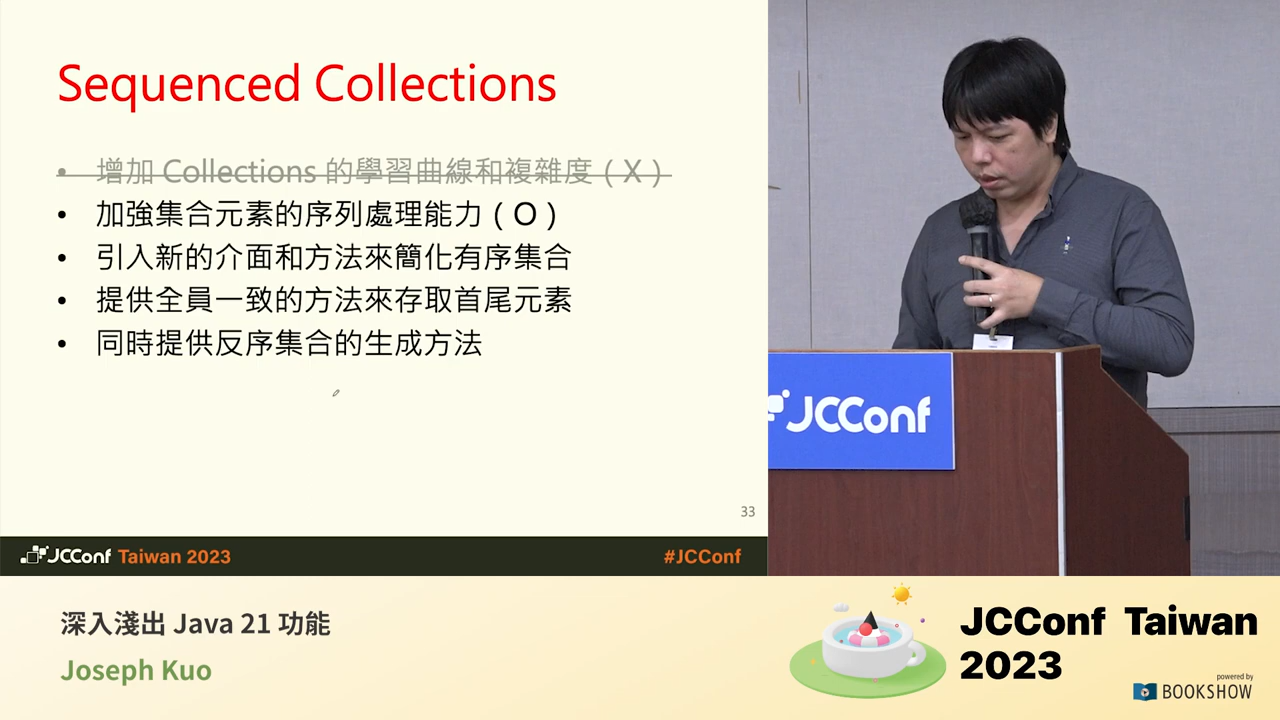 Sequenced Collections
• 增加 Collections 的學習曲線和複雜度 ( X )
• 加強集合元素的序列處理能力 ( O )
• 引入新的介面和方法來簡化有序集合
• 提供全員一致的方法來存取首尾元素
• 同時提供反序集合的生成方法
33
JCConf Taiwan 2023
#JCConf
JCConf
深入淺出 Java 21 功能
Joseph Kuo
JCConf Taiwan
2023
powered by
BOOKSHOW